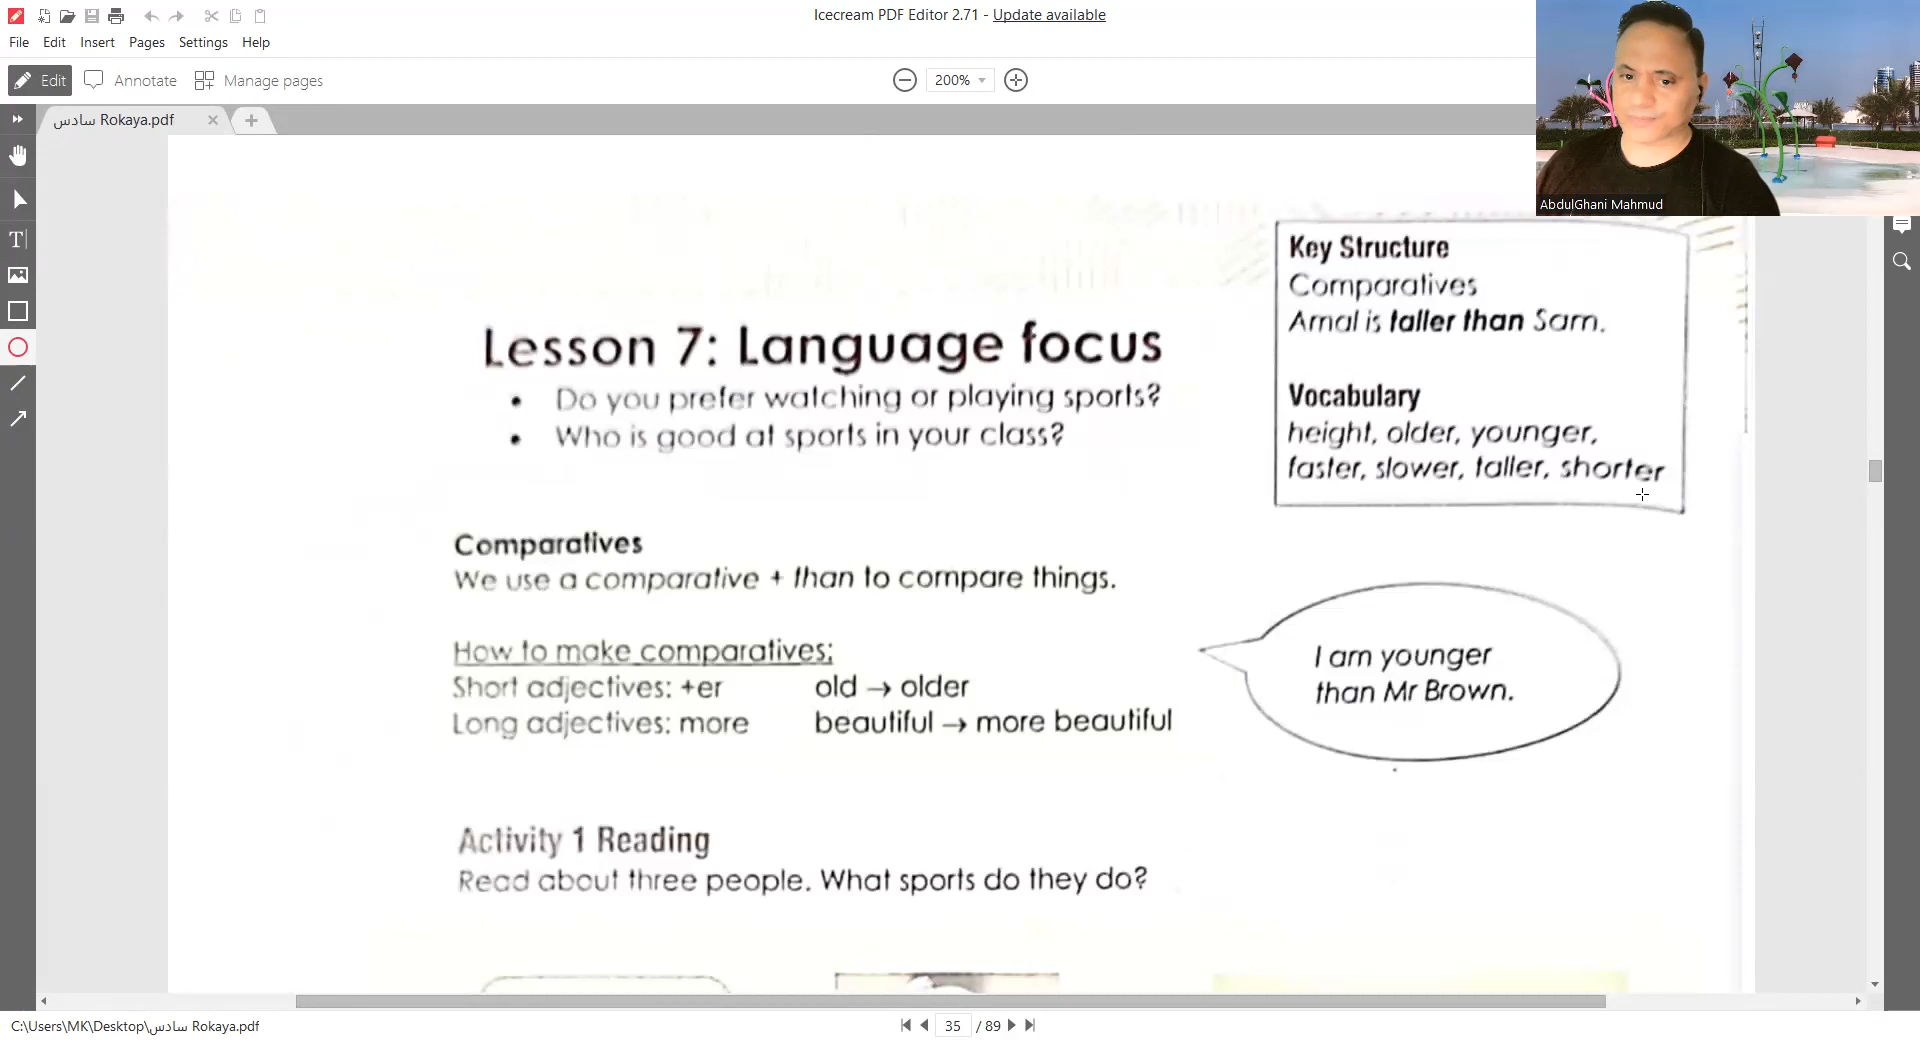 Icecream PDF Editor 2.71 - Update available
File Edit Insert Pages Settings Help
Edit Annotate Manage pages
200%
سادس Rokaya.pdf
AbdulGhani Mahmud
Key Structure
Comparatives
Amal is taller than Sam.
Vocabulary
height, older, younger,
faster, slower, taller, shorter
Lesson 7: Language focus
• Do you prefer watching or playing sports?
• Who is good at sports in your class?
Comparatives
We use a comparative + than to compare things.
How to make comparatives:
Short adjectives: +er old → older
Long adjectives: more beautiful → more beautiful
I am younger
than Mr Brown.
Activity 1 Reading
Read about three people. What sports do they do?
C:\Users\MK\Desktop\سادس Rokaya.pdf
35 / 89